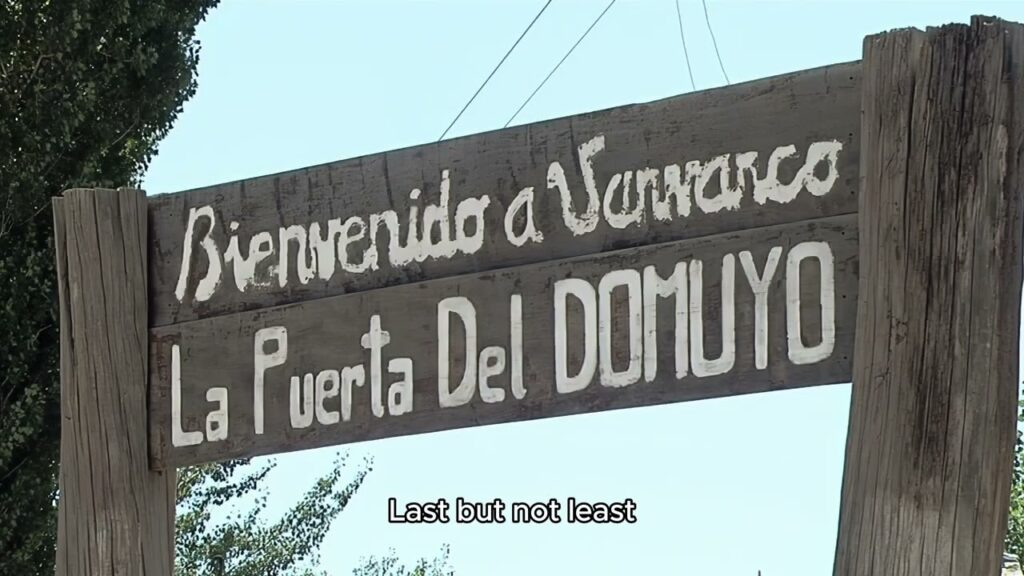 Bienvenido a Varvarco
La Puerta Del DOMUYO
Last but not least